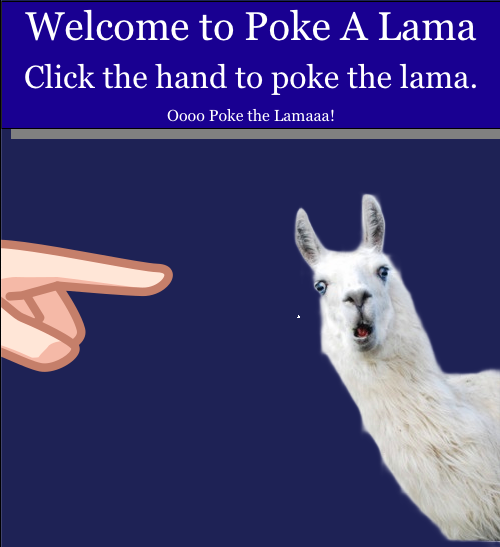 Welcome to Poke A Lama
Click the hand to poke the lama.
Oooo Poke the Lamaaa!